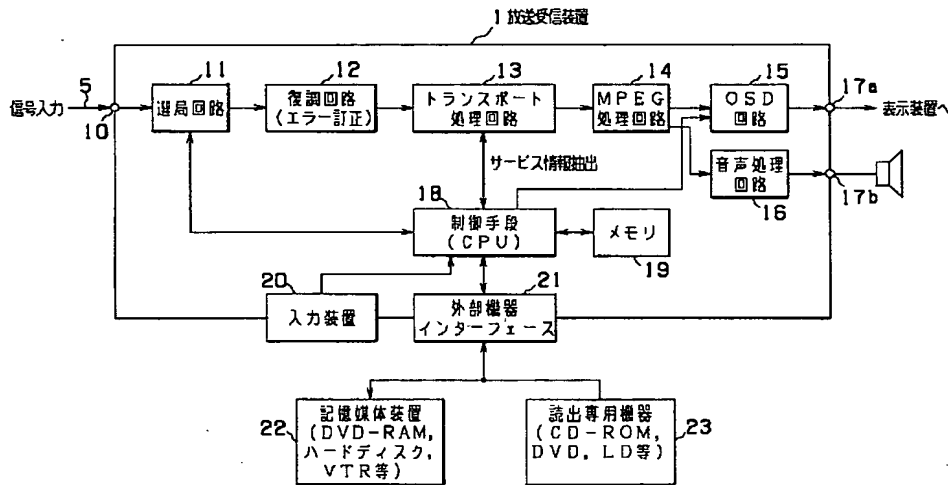 1 放送受信装置
11
12
13
14
15
5
17a
信号入力
選局回路
復調回路
(エラー訂正)
トランスポート
処理回路
MPEG
処理回路
OSD
回路
表示装置へ
10
サービス情報抽出
音声処理
回路
17b
18
16
制御手段
(CPU)
メモリ
19
20
21
入力装置
外部機器
インターフェース
22
記憶媒体装置
(DVD-RAM,
ハードディスク,
VTR等)
読出専用機器
(CD-ROM,
DVD, LD等)
23